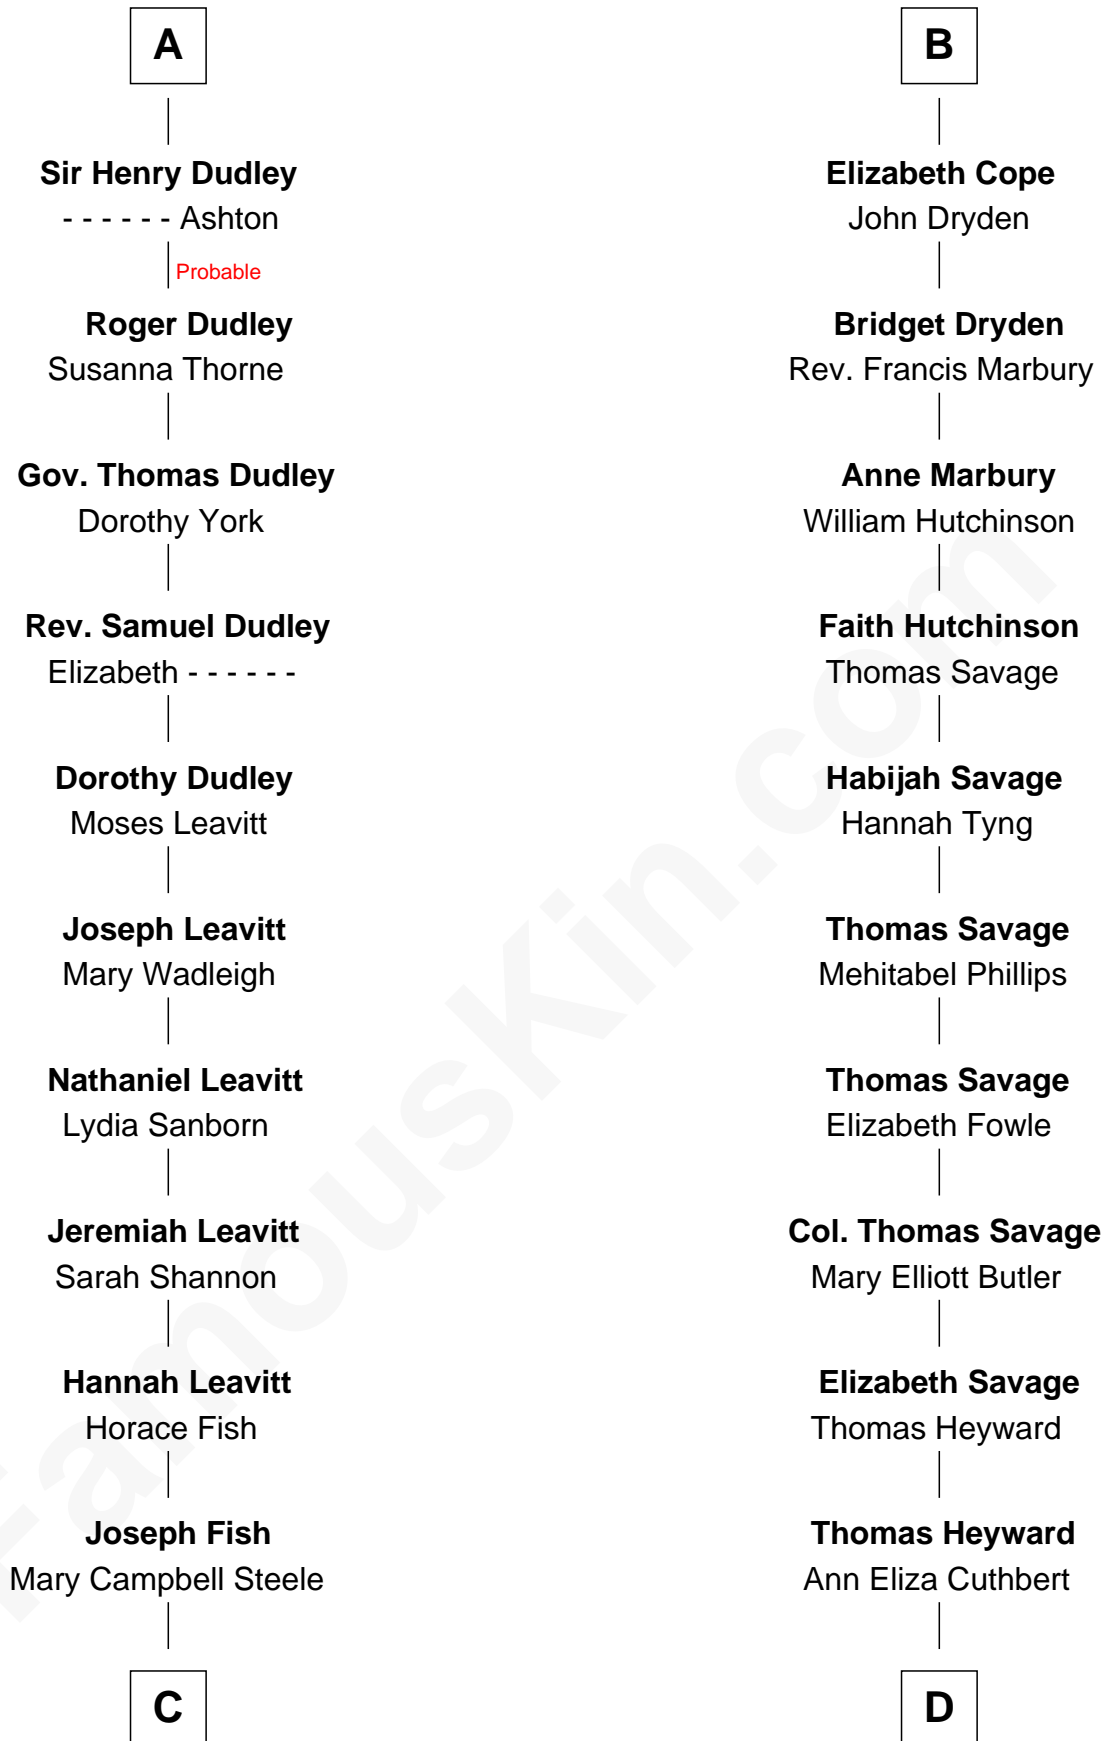 A
B
Sir Henry Dudley
- - - - - - Ashton
Elizabeth Cope
John Dryden
Probable
Roger Dudley
Susanna Thorne
Bridget Dryden
Rev. Francis Marbury
Gov. Thomas Dudley
Dorothy York
Anne Marbury
William Hutchinson
Rev. Samuel Dudley
Elizabeth - - - - - -
Faith Hutchinson
Thomas Savage
Dorothy Dudley
Moses Leavitt
Habijah Savage
Hannah Tyng
Joseph Leavitt
Mary Wadleigh
Thomas Savage
Mehitabel Phillips
Nathaniel Leavitt
Lydia Sanborn
Thomas Savage
Elizabeth Fowle
Jeremiah Leavitt
Sarah Shannon
Col. Thomas Savage
Mary Elliott Butler
Hannah Leavitt
Horace Fish
Elizabeth Savage
Thomas Heyward
Joseph Fish
Mary Campbell Steele
Thomas Heyward
Ann Eliza Cuthbert
C
D
FamousKin.com